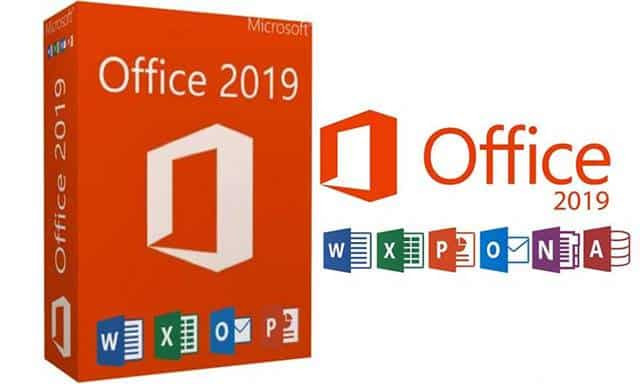 Microsoft
Office 2019
Office 2019
W X O P
Office
2019
W X P O N A